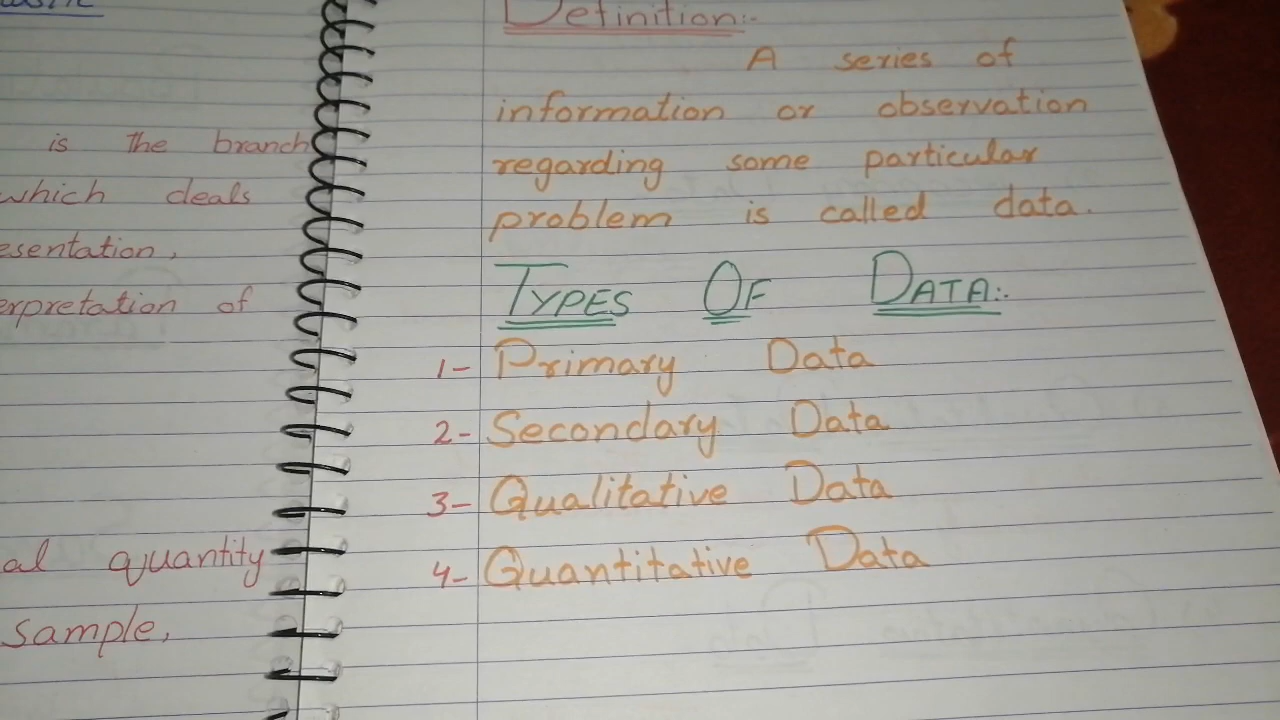 is the branch
which deals
esentation,
erpretation of
al quantity
sample,
Definition:-
A series of
information or observation
regarding some particular
problem is called data.
TYPES OF DATA:-
1- Primary Data
2- Secondary Data
3- Qualitative Data
4- Quantitative Data